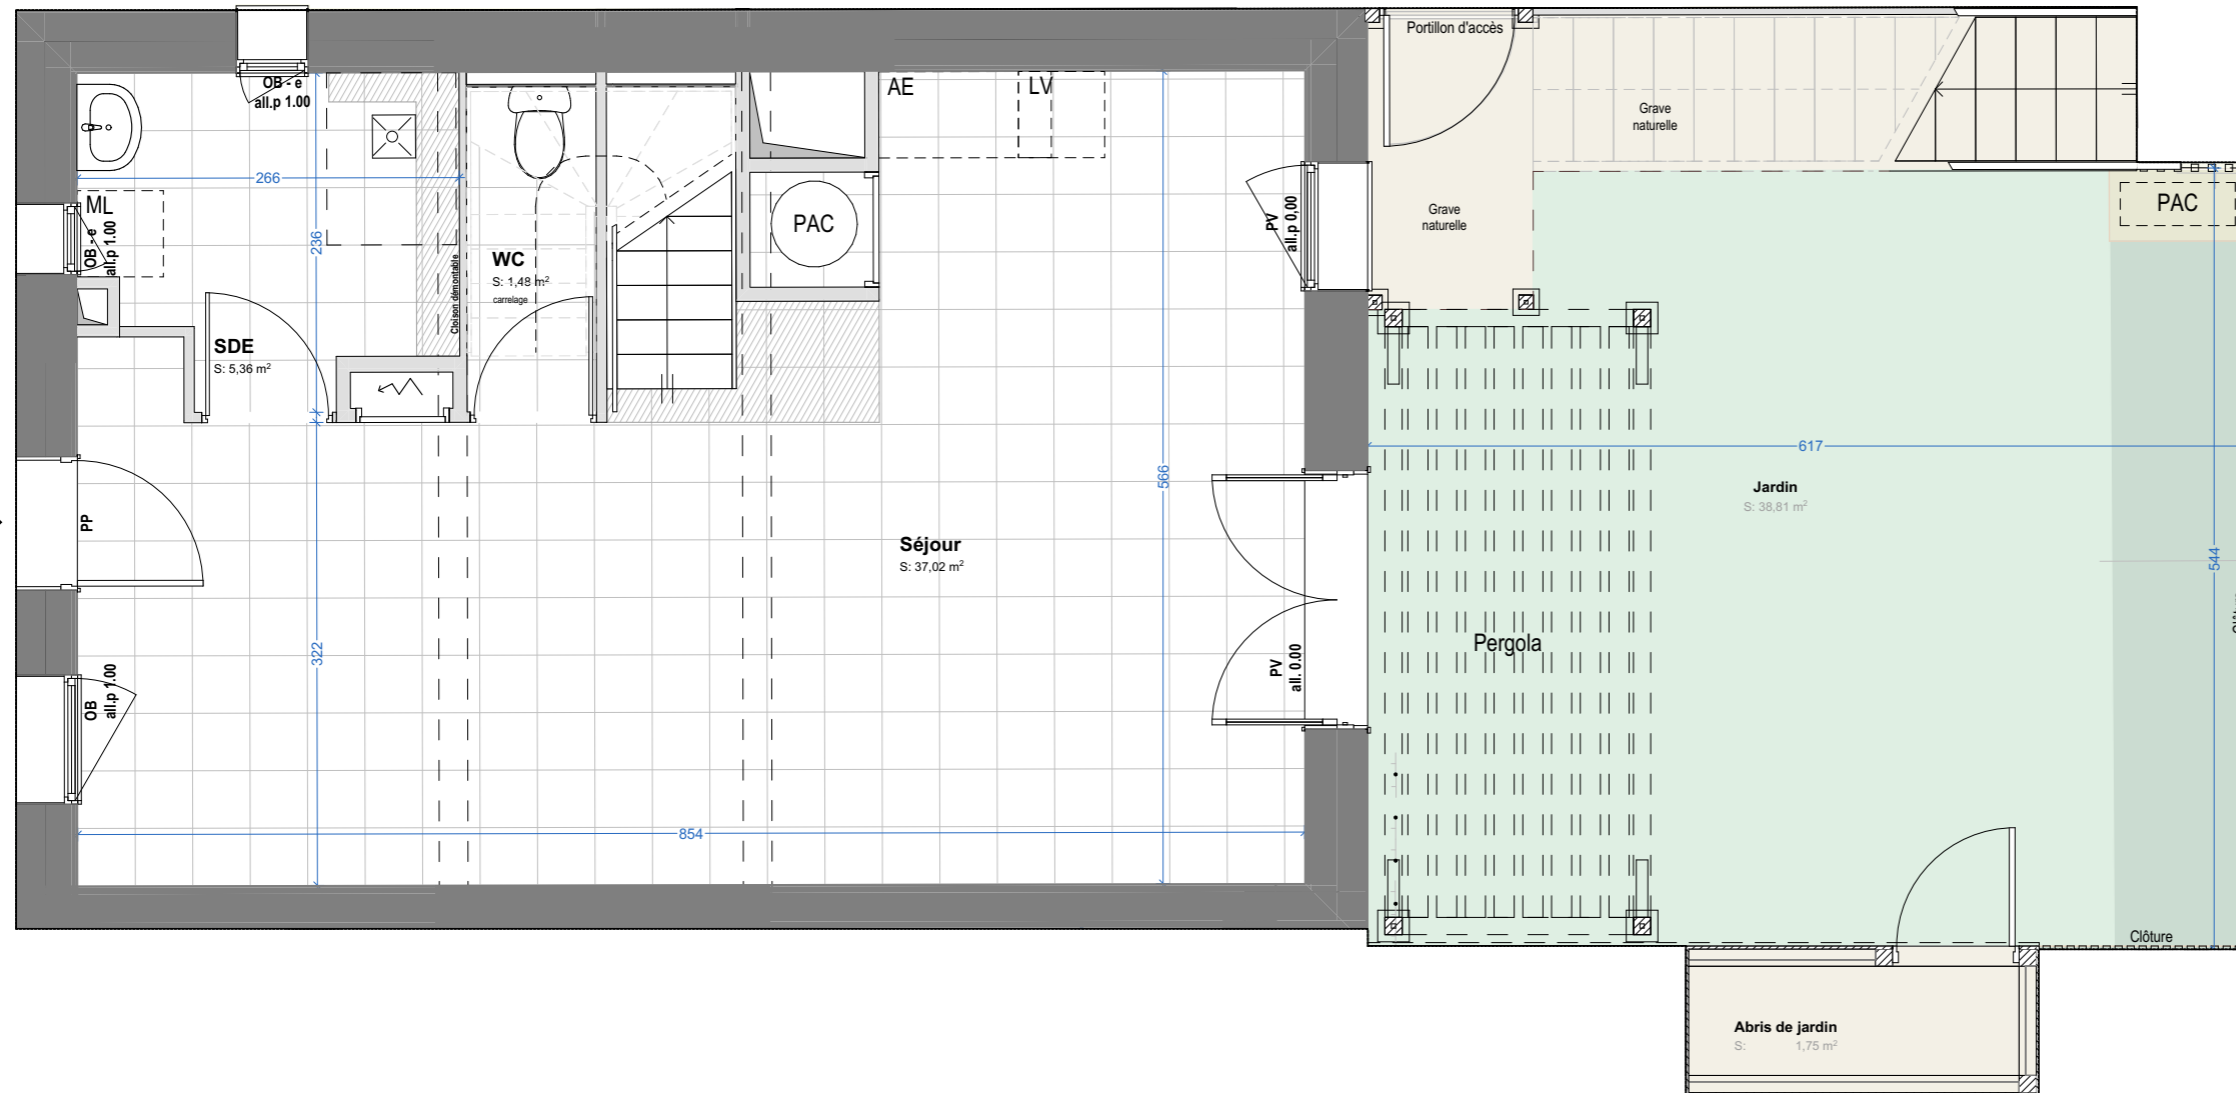 Portillon d'accès
OB - e
all.p 1.00
AE
LV
Grave
naturelle
266
ML
OB - e
all.p 1.00
236
PAC
PV
all.p 0,00
Grave
naturelle
PAC
WC
S: 1,48 m²
carrelage
Cloison démontable
SDE
S: 5,36 m²
617
566
Jardin
S: 38,81 m²
PP
Séjour
S: 37,02 m²
544
Pergola
322
PV
all. 0.00
OB
all.p 1.00
854
Clôture
Abris de jardin
S: 1,75 m²